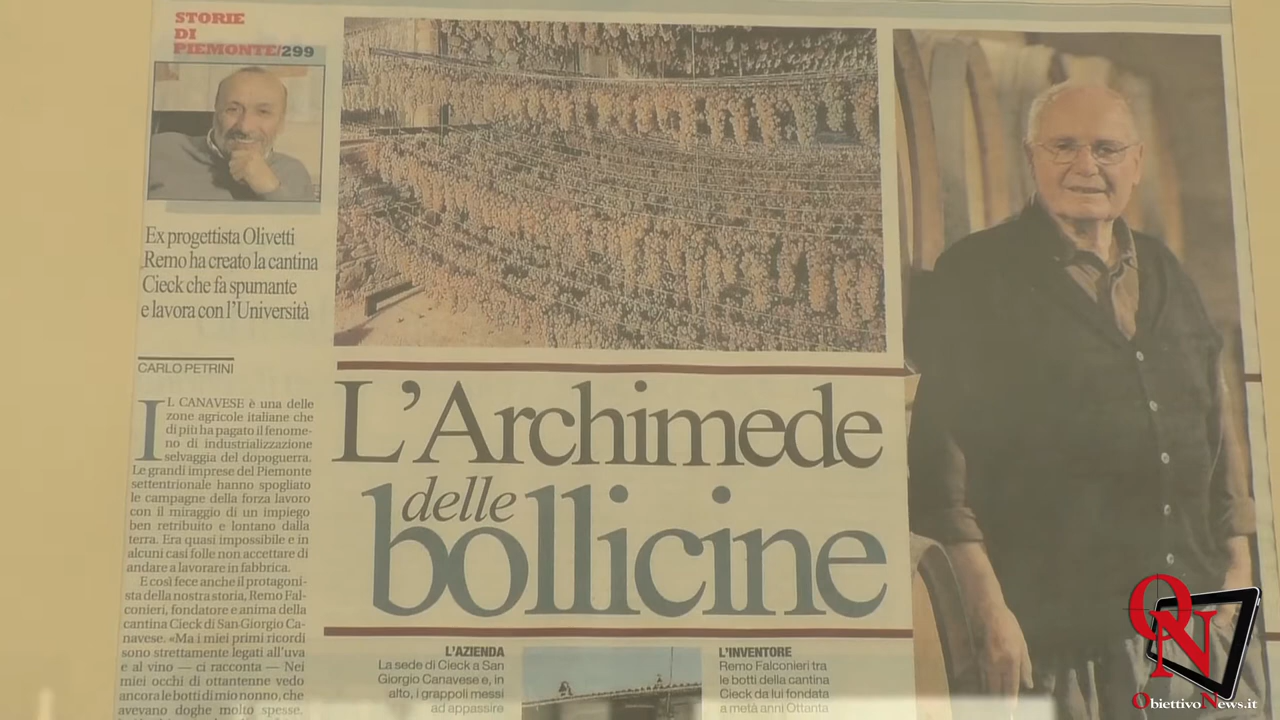 STORIE
DI
PIEMONTE/299
Ex progettista Olivetti
Remo ha creato la cantina
Cieck che fa spumante
e lavora con l'Università
CARLO PETRINI
IL CANAVESE è una delle
zone agricole italiane che
di più ha pagato il fenome-
no di industrializzazione
selvaggia del dopoguerra.
Le grandi imprese del Piemonte
settentrionale hanno spogliato
le campagne della forza lavoro
con il miraggio di un impiego
ben retribuito e lontano dalla
terra. Era quasi impossibile e in
alcuni casi folle non accettare di
andare a lavorare in fabbrica.
E così fece anche il protagoni-
sta della nostra storia, Remo Fal-
conieri, fondatore e anima della
cantina Cieck di San Giorgio Ca-
navese. «Ma i miei primi ricordi
sono strettamente legati all'uva
e al vino — ci racconta — Nei
miei occhi di ottantenne vedo
ancora le botti di mio nonno, che
avevano doghe molto spesse.
L'Archimede
delle
bollicine
L'AZIENDA
La sede di Cieck a San
Giorgio Canavese e, in
alto, i grappoli messi
ad appassire
L'INVENTORE
Remo Falconieri tra
le botti della cantina
Cieck da lui fondata
a metà anni Ottanta
ON
ObiettivoNews.it